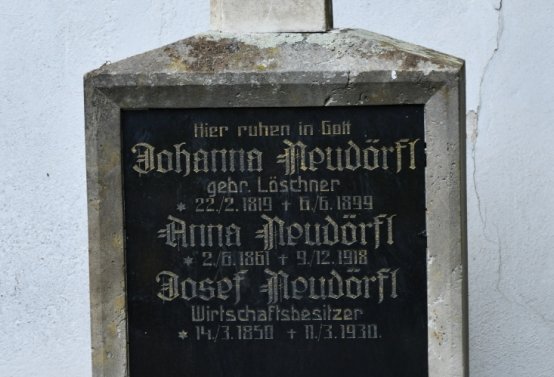 Hier ruhen in Gott
Johanna Neudörfl
gebr. Löschner
* 22./2. 1819 + 6./6. 1899
Anna Neudörfl
* 2./6. 1861 + 9./12. 1918
Josef Neudörfl
Wirtschaftsbesitzer
* 14./3. 1850 + 11./3. 1930.